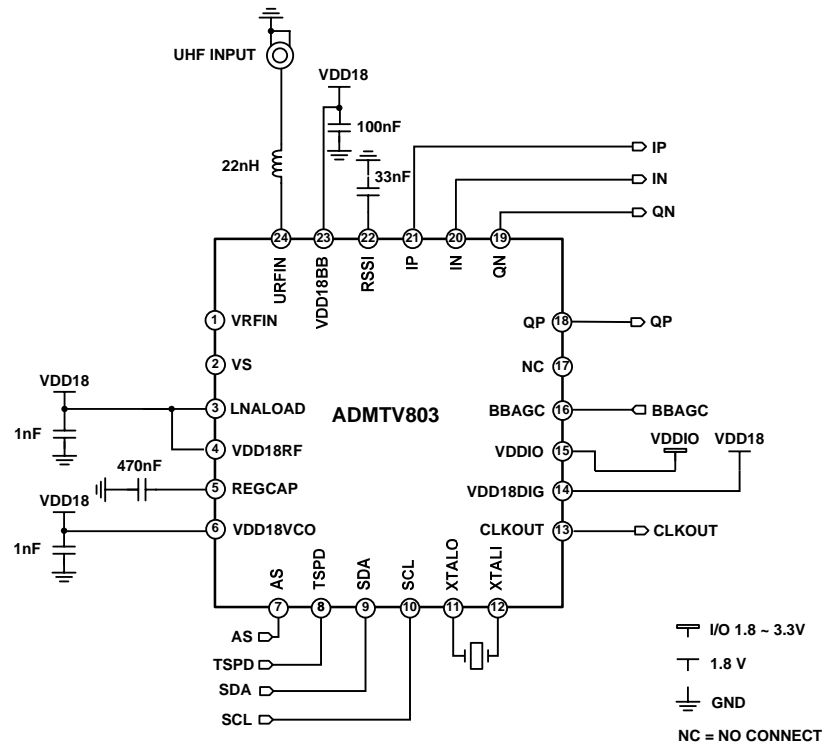 UHF INPUT
VDD18
100nF
22nH
33nF
IP
IN
QN
24
23
22
21
20
19
URFIN
VDD18BB
RSSI
IP
IN
QN
1 VRFIN
2 VS
VDD18
3 LNALOAD
1nF
4 VDD18RF
470nF
5 REGCAP
VDD18
6 VDD18VCO
1nF
ADMTV803
QP 18 QP
NC 17
BBAGC 16 BBAGC
VDDIO VDD18
VDDIO 15
VDD18DIG 14
CLKOUT 13 CLKOUT
AS
TSPD
SDA
SCL
XTALO
XTALI
7
8
9
10
11
12
AS
TSPD
SDA
SCL
I/O 1.8 ~ 3.3V
1.8 V
GND
NC = NO CONNECT